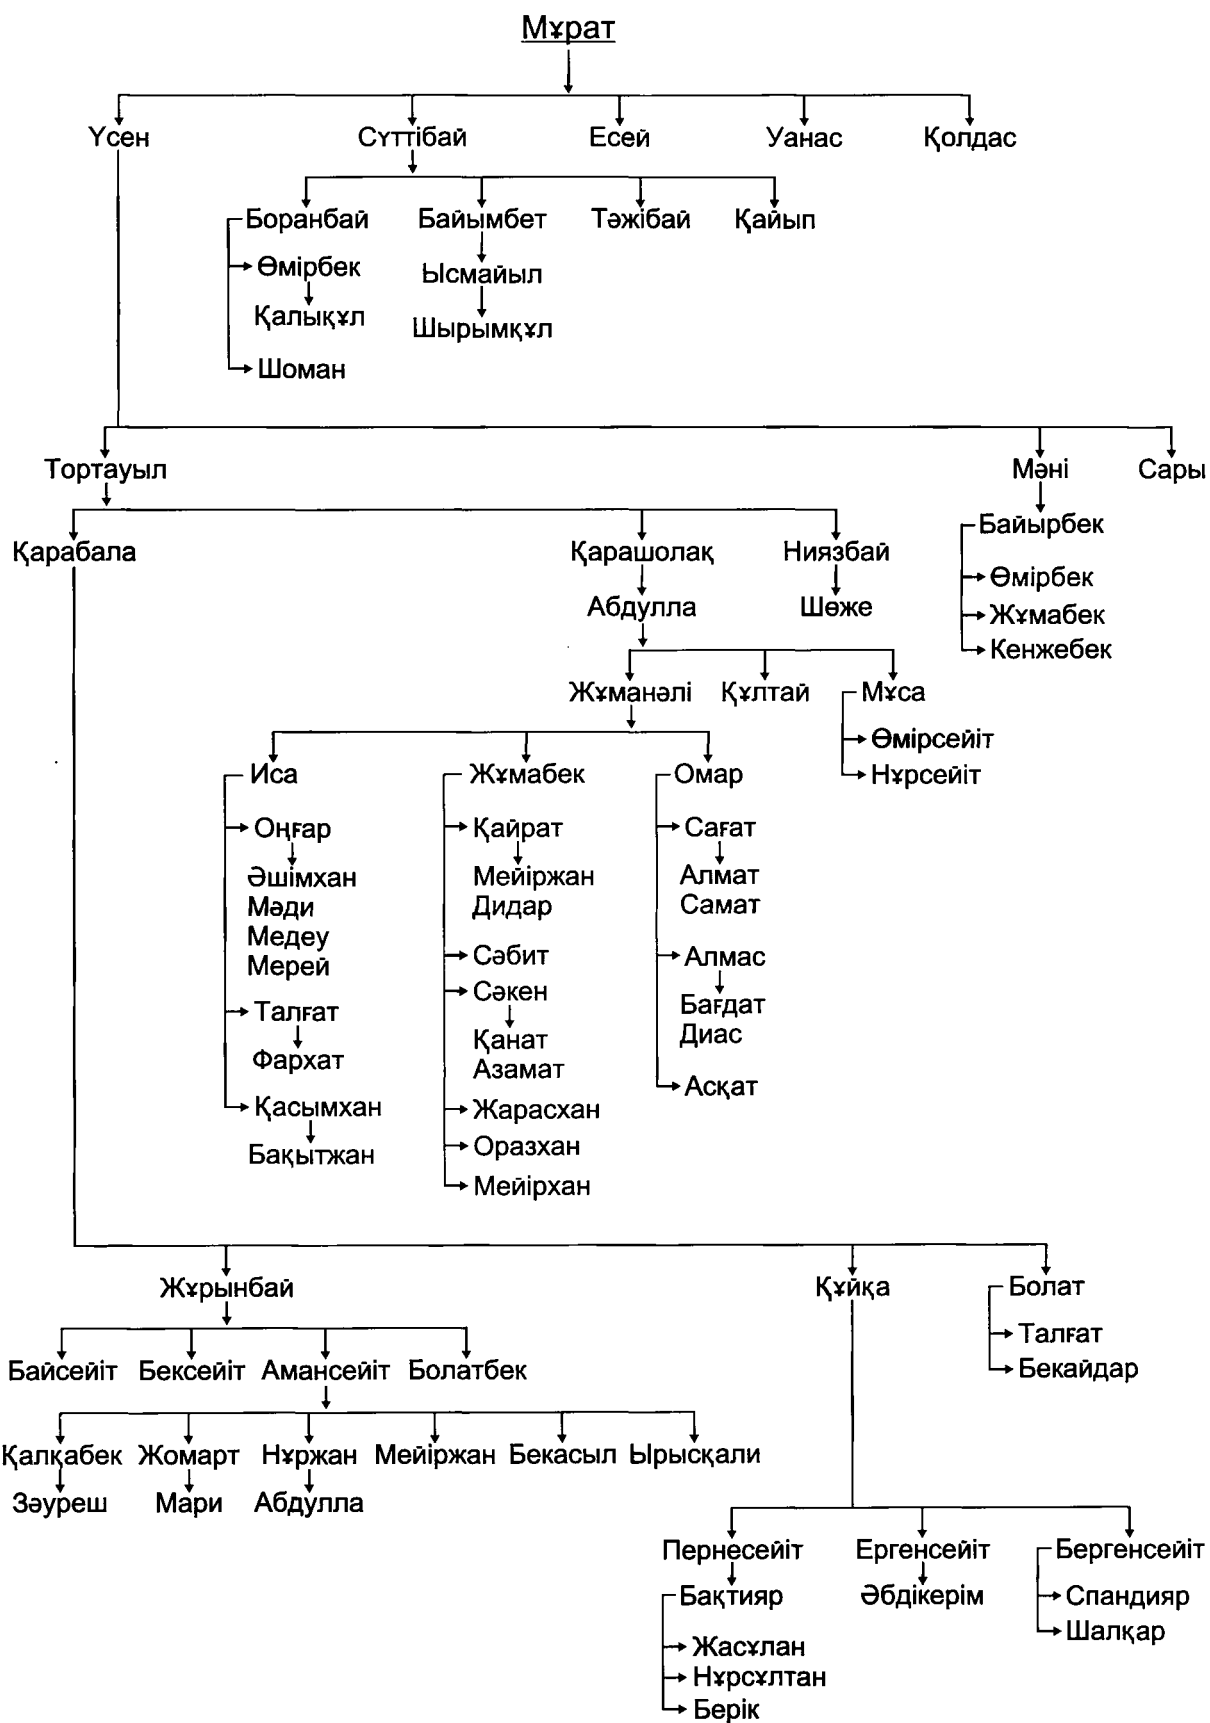 Мұрат
Үсен Сүттібай Есей Уанас Қолдас
Боранбай Байымбет Тәжібай Қайып
Өмірбек Ысмайыл
Қалықұл Шырымқұл
Шоман
Тортауыл Мәні Сары
Қарабала Қарашолақ Ниязбай Байырбек
Абдулла Шөже Өмірбек
Жұмабек
Кенжебек
Жұманәлі Құлтай Мұса
Өмірсейіт
Нұрсейіт
Иса Жұмабек Омар
Оңғар Қайрат Сағат
Әшімхан Мейіржан Алмат
Мәди Дидар Самат
Медеу Сәбит Алмас
Мерей Сәкен Бағдат
Талғат Қанат Диас
Фархат Азамат Асқат
Қасымхан Жарасхан
Бақытжан Оразхан
Мейірхан
Жұрынбай Құйқа Болат
Талғат
Байсейіт Бексейіт Амансейіт Болатбек Бекайдар
Қалқабек Жомарт Нұржан Мейіржан Бекасыл Ырысқали
Зәуреш Мари Абдулла
Пернесейіт Ергенсейіт Бергенсейіт
Бақтияр Әбдікерім Спандияр
Шалқар
Жасұлан
Нұрсұлтан
Берік